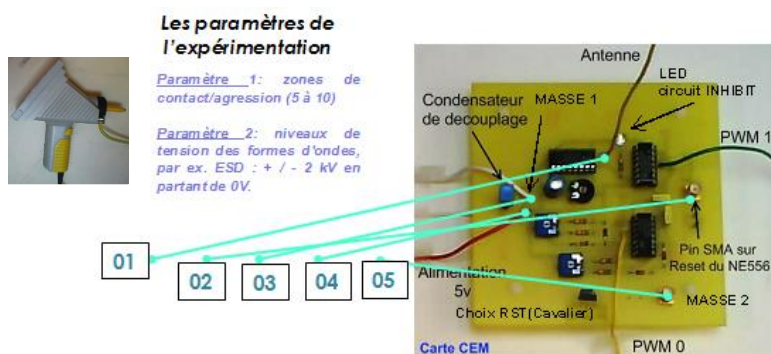 Les paramètres de
l'expérimentation
Paramètre 1: zones de
contact/agression (5 à 10)
Paramètre 2: niveaux de
tension des formes d'ondes,
par ex. ESD : + / - 2 kV en
partant de 0V.
01
02
03
04
05
Antenne
LED
circuit INHIBIT
Condensateur
de decouplage
MASSE 1
PWM 1
Pin SMA sur
Reset du NE556
Alimentation
5v
MASSE 2
Choix RST(Cavalier)
Carte CEM
PWM 0